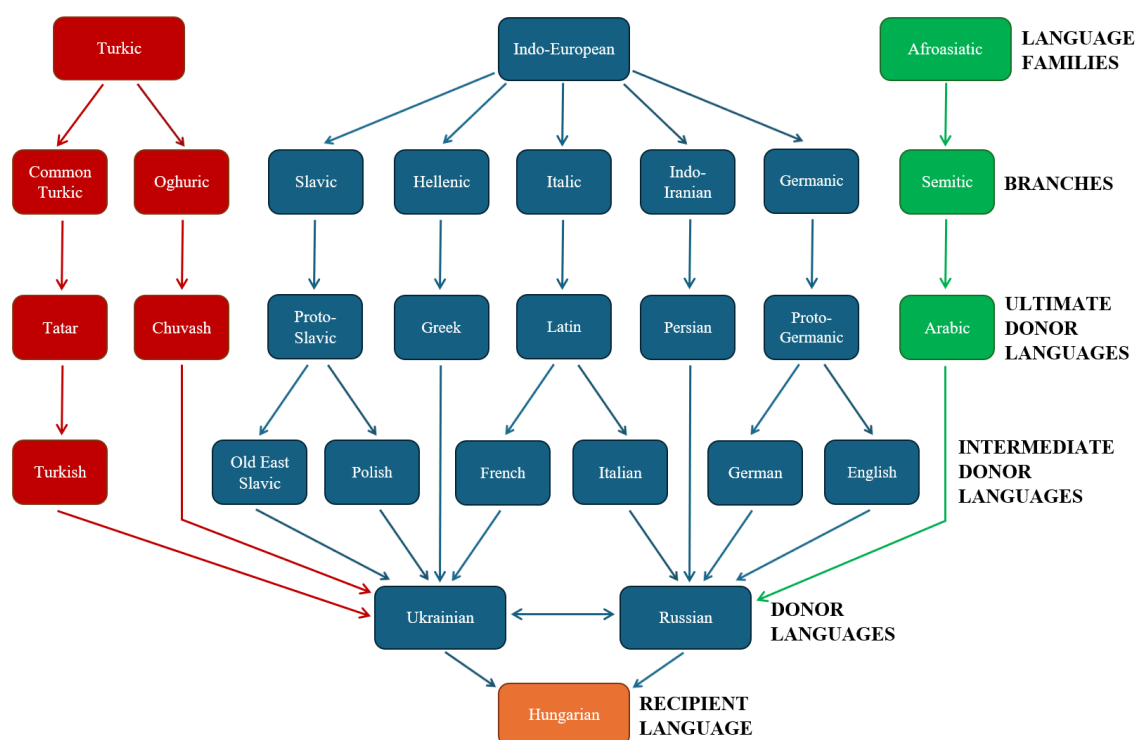 Turkic
Indo-European
Afroasiatic
LANGUAGE
FAMILIES
Common
Turkic
Oghuric
Slavic
Hellenic
Italic
Indo-
Iranian
Germanic
Semitic
BRANCHES
Tatar
Chuvash
Proto-
Slavic
Greek
Latin
Persian
Proto-
Germanic
Arabic
ULTIMATE
DONOR
LANGUAGES
Turkish
Old East
Slavic
Polish
French
Italian
German
English
INTERMEDIATE
DONOR
LANGUAGES
Ukrainian
Russian
DONOR
LANGUAGES
Hungarian
RECIPIENT
LANGUAGE